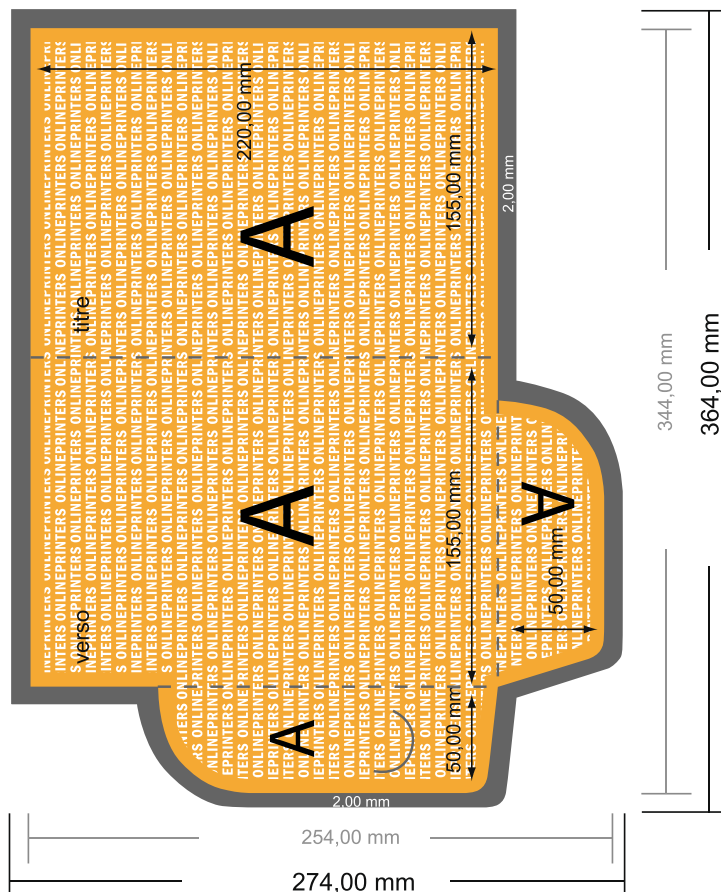 220,00 mm
155,00 mm
2,00 mm
A
titre
344,00 mm
364,00 mm
A
155,00 mm
A
50,00 mm
verso
A
50,00 mm
2,00 mm
254,00 mm
274,00 mm
ONLINEPRINTERS ONLINEPRINTERS ONLINEPRINTERS